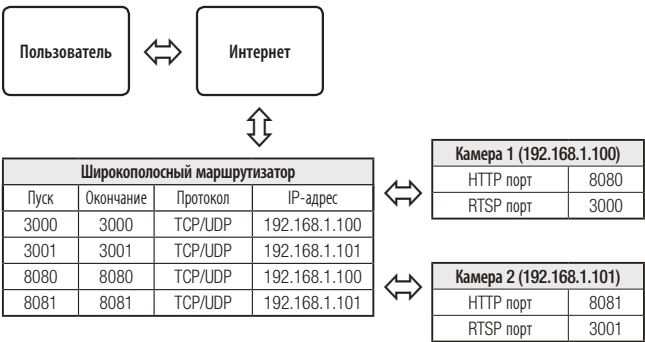 Пользователь
Интернет
Широкополосный маршрутизатор
Пуск Окончание Протокол IP-адрес
3000 3000 TCP/UDP 192.168.1.100
3001 3001 TCP/UDP 192.168.1.101
8080 8080 TCP/UDP 192.168.1.100
8081 8081 TCP/UDP 192.168.1.101
Камера 1 (192.168.1.100)
HTTP порт 8080
RTSP порт 3000
Камера 2 (192.168.1.101)
HTTP порт 8081
RTSP порт 3001